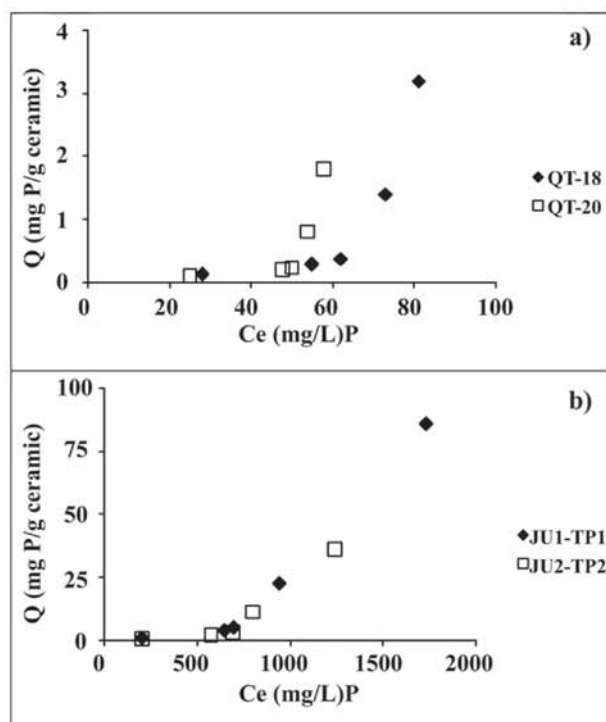 a)
4
3
2
1
0
Q (mg P/g ceramic)
0 20 40 60 80 100
Ce (mg/L)P
QT-18
QT-20
b)
100
75
50
25
0
Q (mg P/g ceramic)
0 500 1000 1500 2000
Ce (mg/L)P
JU1-TP1
JU2-TP2